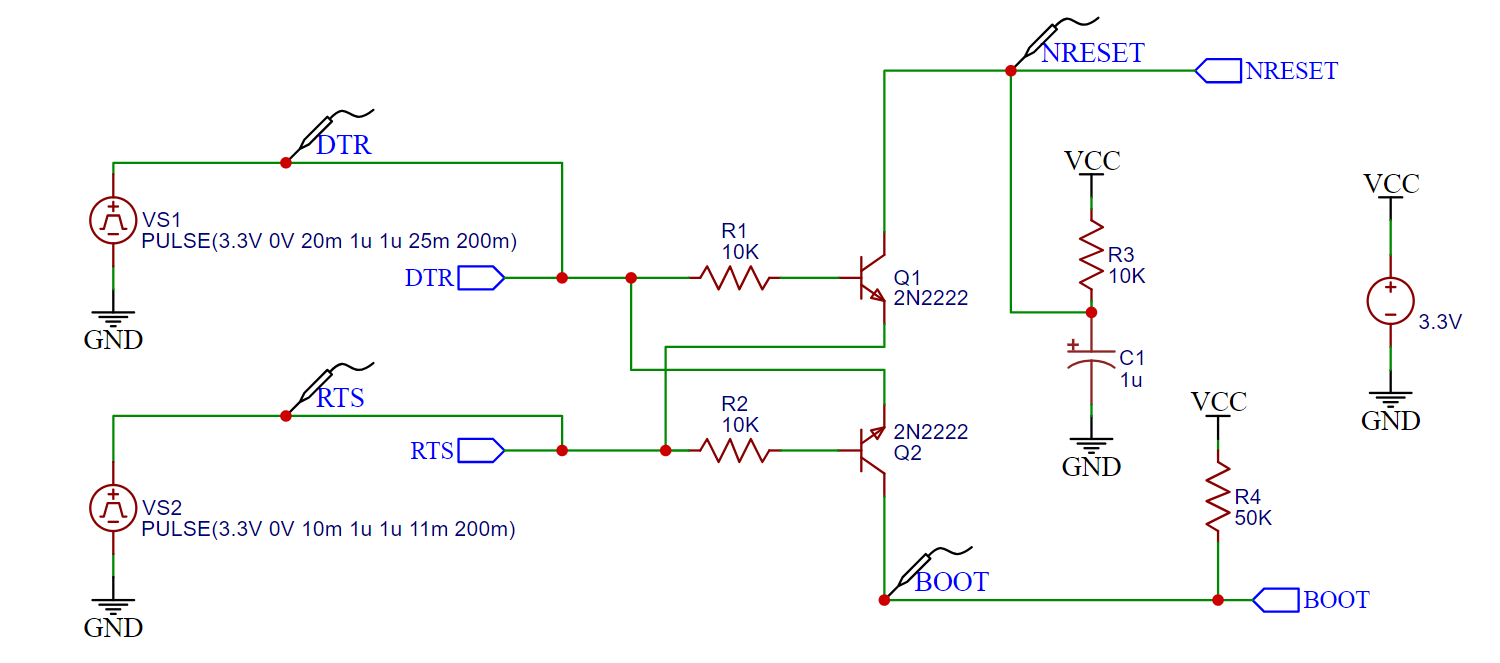 NRESET
NRESET
DTR
VCC
VCC
VS1
PULSE(3.3V 0V 20m 1u 1u 25m 200m)
R1
10K
DTR
Q1
2N2222
R3
10K
3.3V
GND
C1
1u
RTS
R2
10K
VCC
GND
2N2222
Q2
RTS
GND
VS2
PULSE(3.3V 0V 10m 1u 1u 11m 200m)
R4
50K
BOOT
BOOT
GND